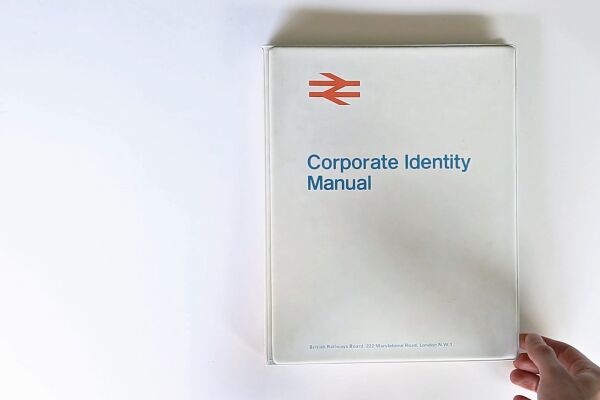 Corporate Identity
Manual
British Railways Board, 222 Marylebone Road, London N.W.1